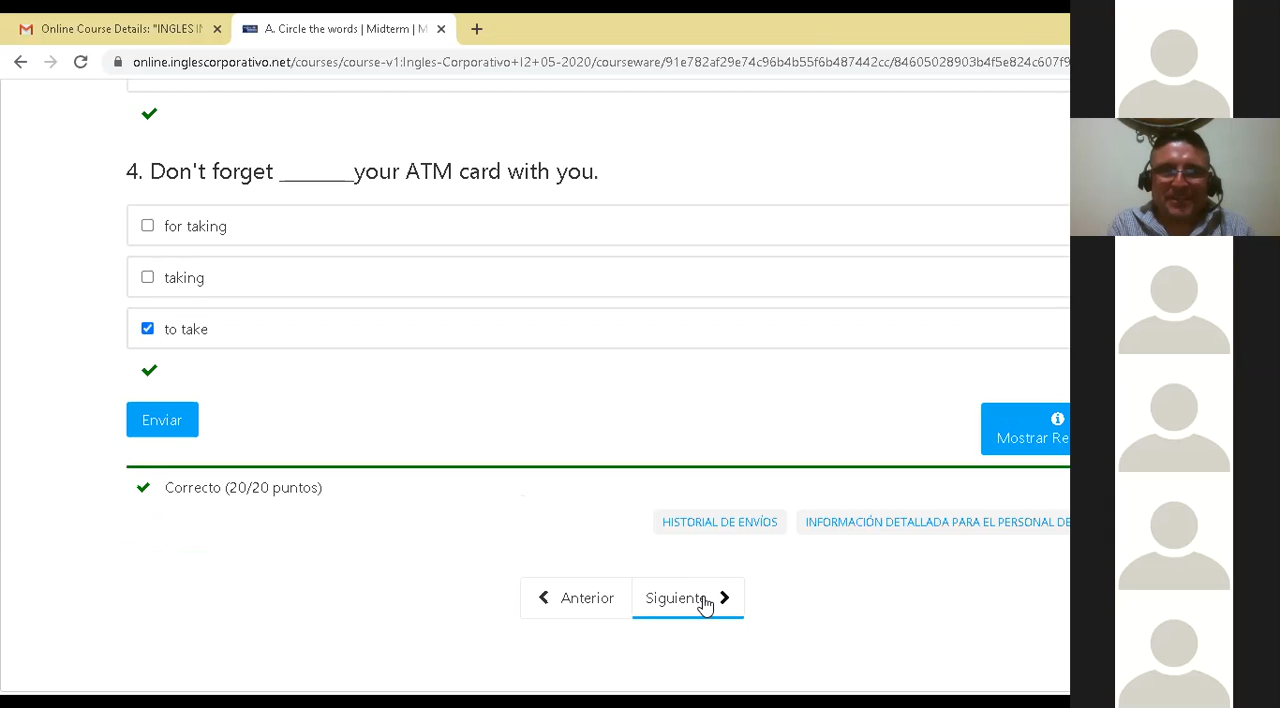 Online Course Details: "INGLES IN
A. Circle the words | Midterm | M
online.inglescorporativo.net/courses/course-v1:Ingles-Corporativo+I2+05-2020/courseware/91e782af29e74c96b4b55f6b487442cc/84605028903b4f5e824c607f9
4. Don't forget _______your ATM card with you.
for taking
taking
to take
Enviar
Mostrar Re
Correcto (20/20 puntos)
HISTORIAL DE ENVÍOS
INFORMACIÓN DETALLADA PARA EL PERSONAL DE
Anterior
Siguiente